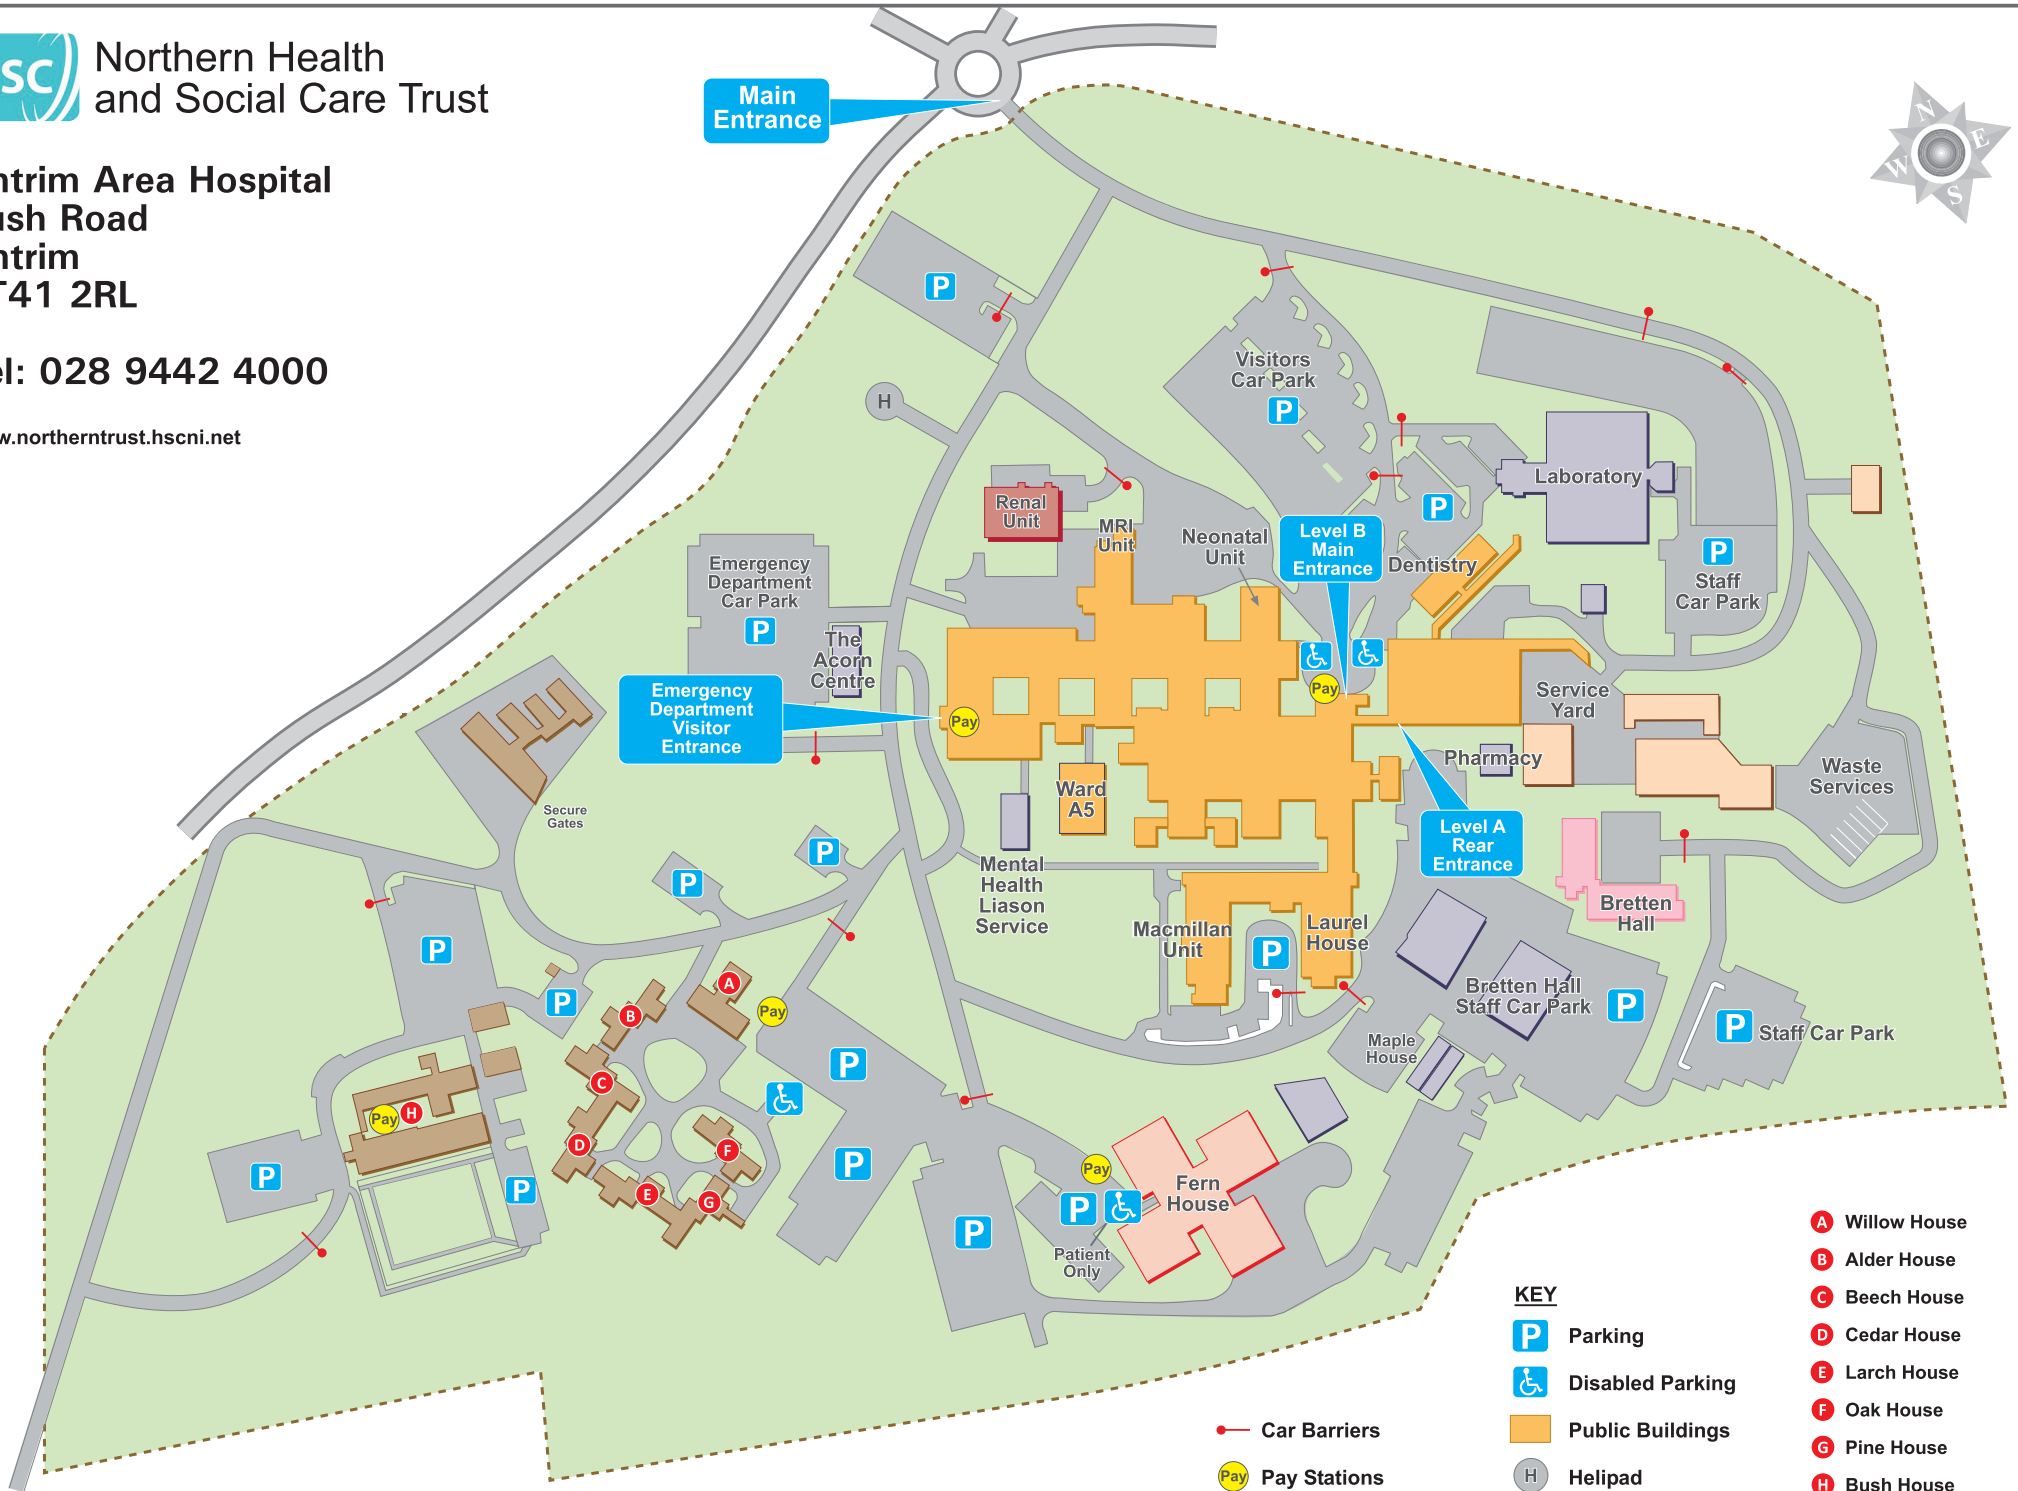 SC
Northern Health
and Social Care Trust
ntrim Area Hospital
ush Road
ntrim
T41 2RL
el: 028 9442 4000
w.northerntrust.hscni.net
Main
Entrance
N
E
W
S
P
Visitors
Car Park
P
H
Renal
Unit
MRI
Unit
Neonatal
Unit
Level B
Main
Entrance
P
Dentistry
Laboratory
P
Staff
Car Park
Emergency
Department
Car Park
P
The
Acorn
Centre
Emergency
Department
Visitor
Entrance
Pay
Pay
Service
Yard
Pharmacy
Waste
Services
Secure
Gates
Ward
A5
Level A
Rear
Entrance
P
P
Mental
Health
Liason
Service
Macmillan
Unit
P
Laurel
House
Bretten
Hall
Bretten Hall
Staff Car Park
P
P
Staff Car Park
Maple
House
P
P
A
B
Pay
C
P
Pay
H
D
F
E
G
P
P
P
P
Pay
P
P
Patient
Only
Fern
House
KEY
P
Parking
Disabled Parking
Public Buildings
H
Helipad
Car Barriers
Pay
Pay Stations
A
Willow House
B
Alder House
C
Beech House
D
Cedar House
E
Larch House
F
Oak House
G
Pine House
H
Bush House